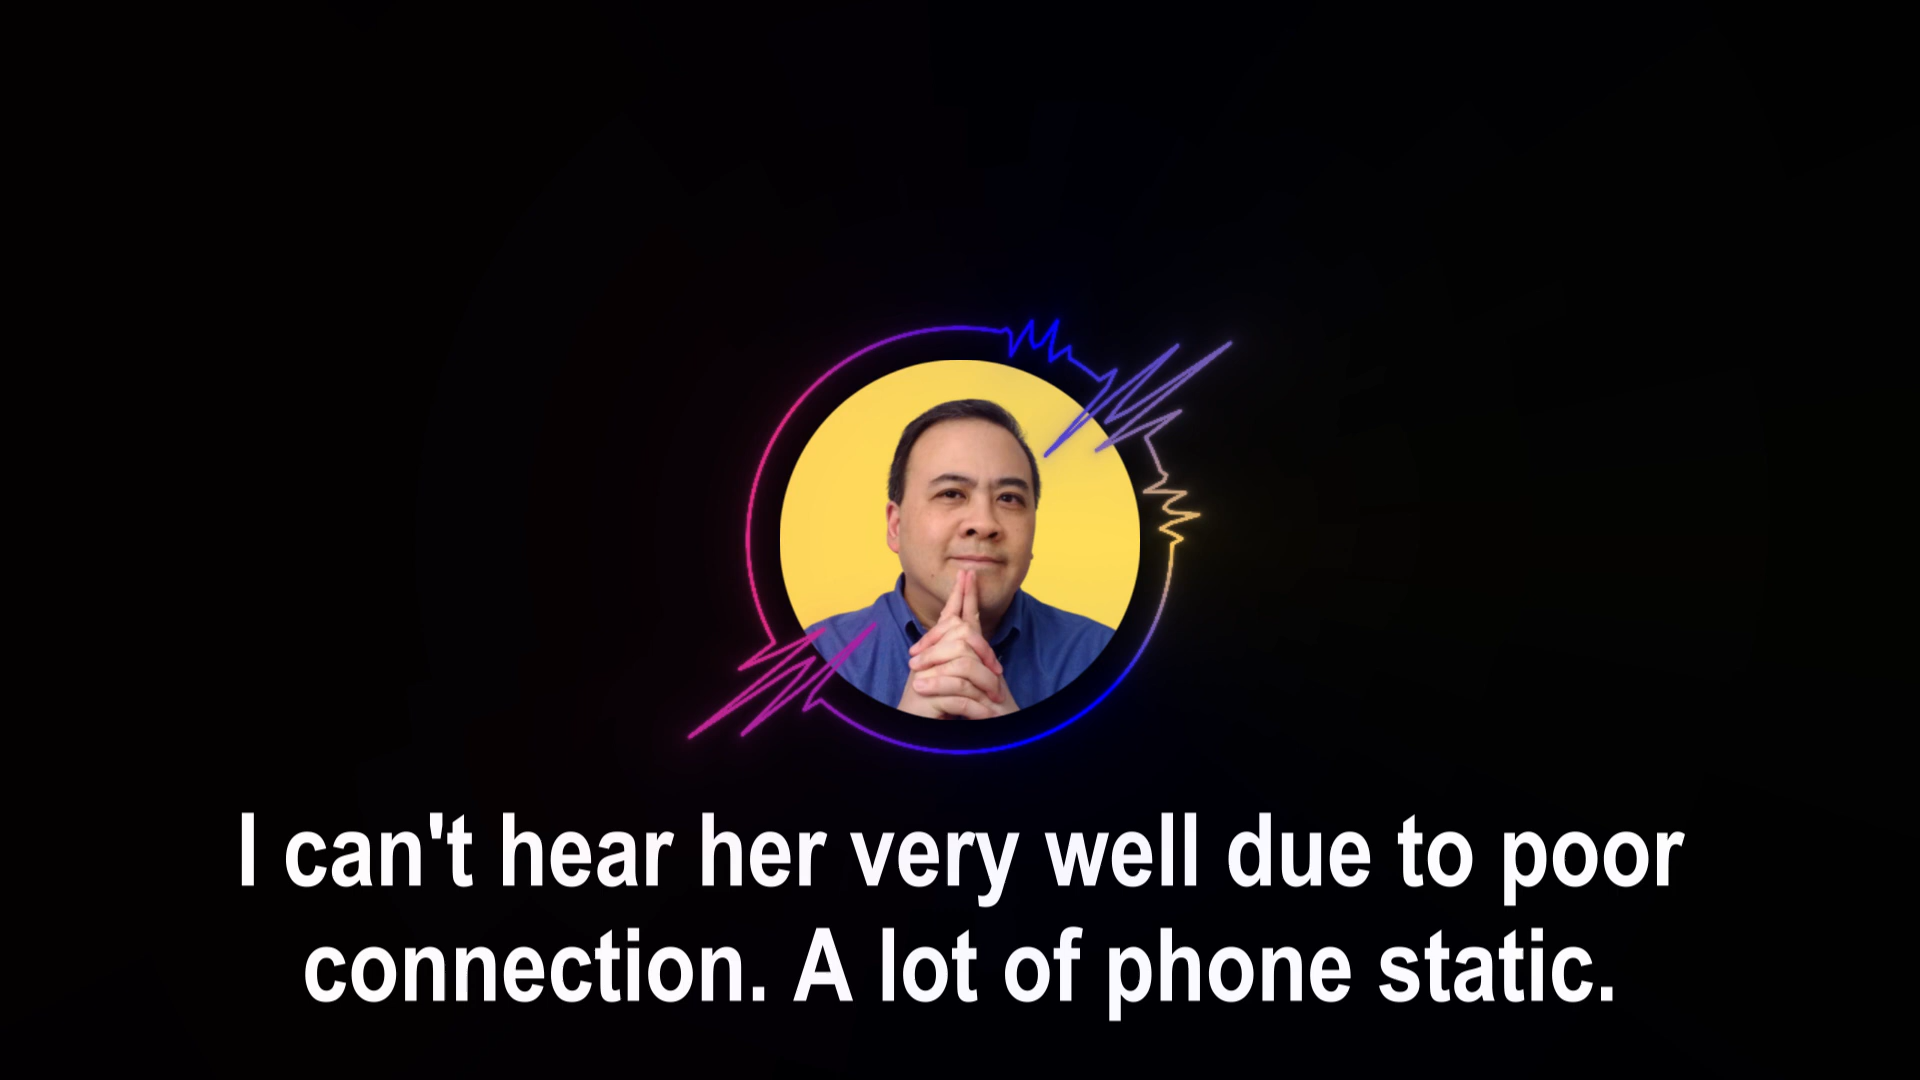 I can't hear her very well due to poor
connection. A lot of phone static.